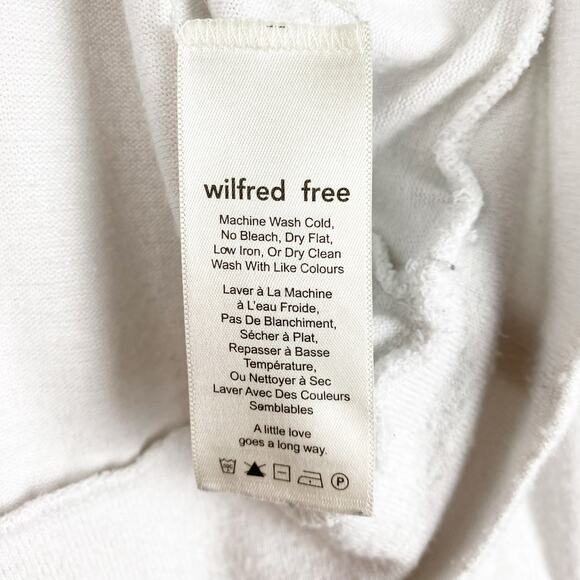 wilfred free
Machine Wash Cold,
No Bleach, Dry Flat,
Low Iron, Or Dry Clean
Wash With Like Colours
Laver à La Machine
à L'eau Froide,
Pas De Blanchiment,
Sécher à Plat,
Repasser à Basse
Température,
Ou Nettoyer à Sec
Laver Avec Des Couleurs
Semblables
A little love
goes a long way.
P